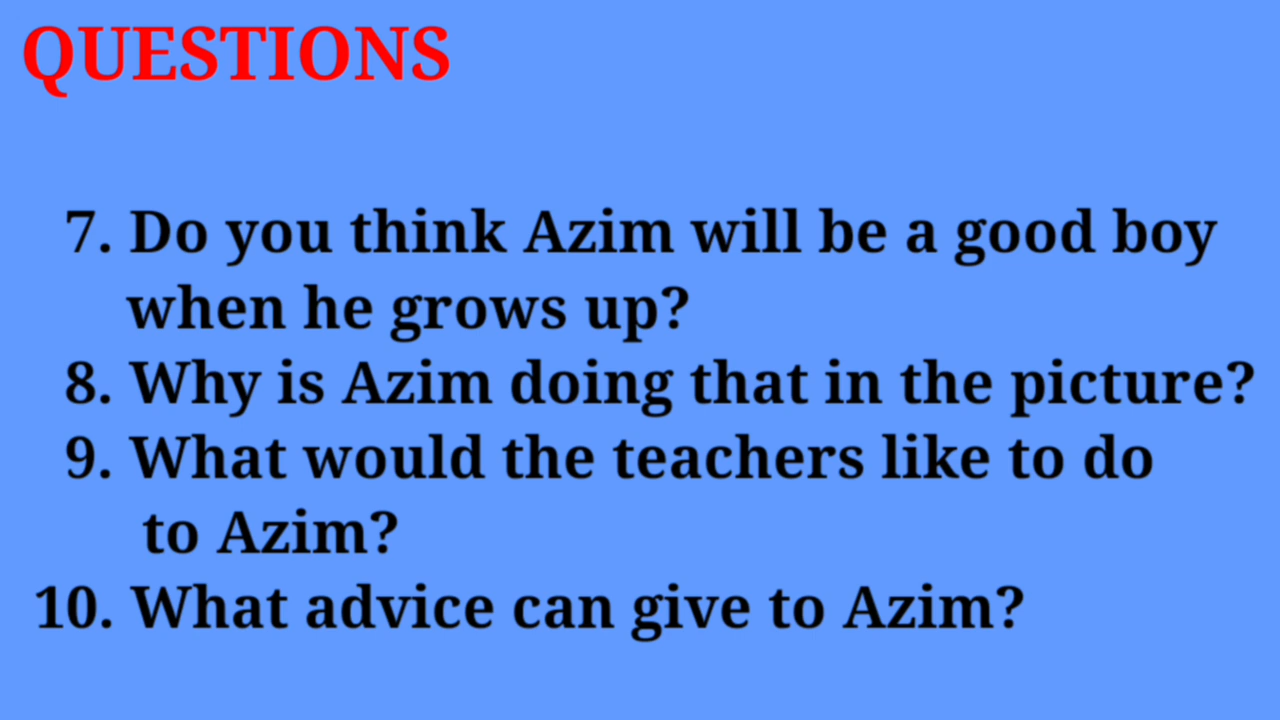 QUESTIONS
7. Do you think Azim will be a good boy
when he grows up?
8. Why is Azim doing that in the picture?
9. What would the teachers like to do
to Azim?
10. What advice can give to Azim?